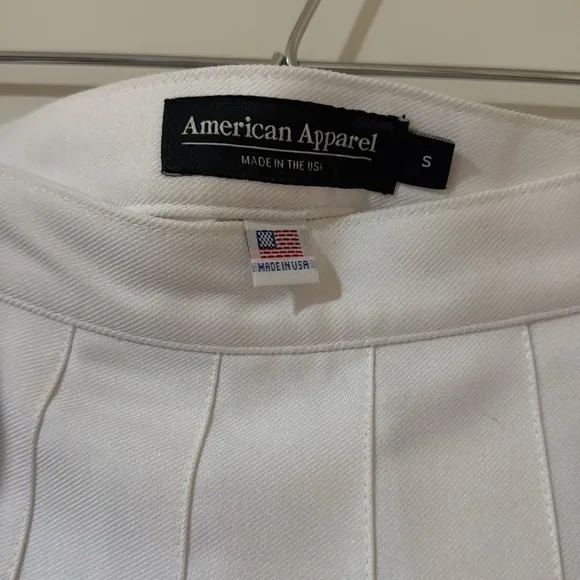 American Apparel
MADE IN THE USA
S
MADE IN USA